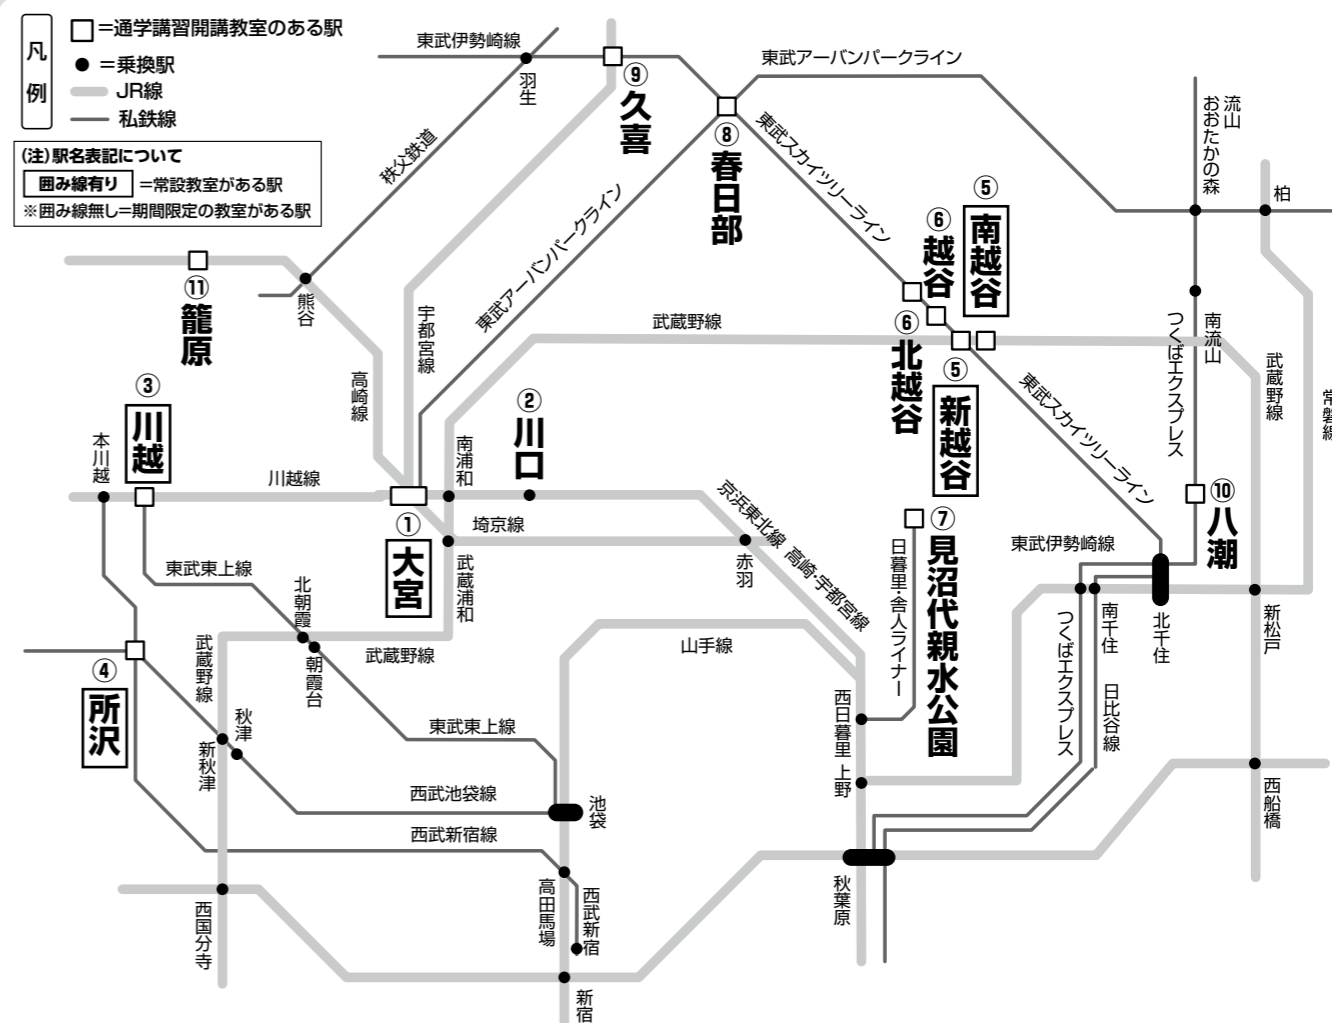 凡例
□=通学講習開講教室のある駅
●=乗換駅
JR線
私鉄線
(注)駅名表記について
囲み線有り =常設教室がある駅
※囲み線無し=期間限定の教室がある駅
東武伊勢崎線
羽生
⑨
久喜
東武アーバンパークライン
⑧
春日部
東武スカイツリーライン
流山おおたかの森
柏
秩父鉄道
東武アーバンパークライン
⑤
南越谷
⑥
越谷
⑪
籠原
熊谷
宇都宮線
高崎線
武蔵野線
⑥
北越谷
⑤
新越谷
東武スカイツリーライン
つくばエクスプレス
南流山
武蔵野線
常磐線
③
川越
本川越
川越線
南浦和
②
川口
①
大宮
埼京線
武蔵浦和
京浜東北線 高崎・宇都宮線
赤羽
⑦
見沼代親水公園
日暮里・舎人ライナー
⑩
八潮
東武伊勢崎線
東武東上線
北朝霞
朝霞台
武蔵野線
武蔵野線
山手線
つくばエクスプレス
南千住
北千住
日比谷線
新松戸
④
所沢
秋津
新秋津
東武東上線
西武池袋線
池袋
西武新宿線
西日暮里
上野
西船橋
秋葉原
西国分寺
高田馬場
西武新宿
新宿